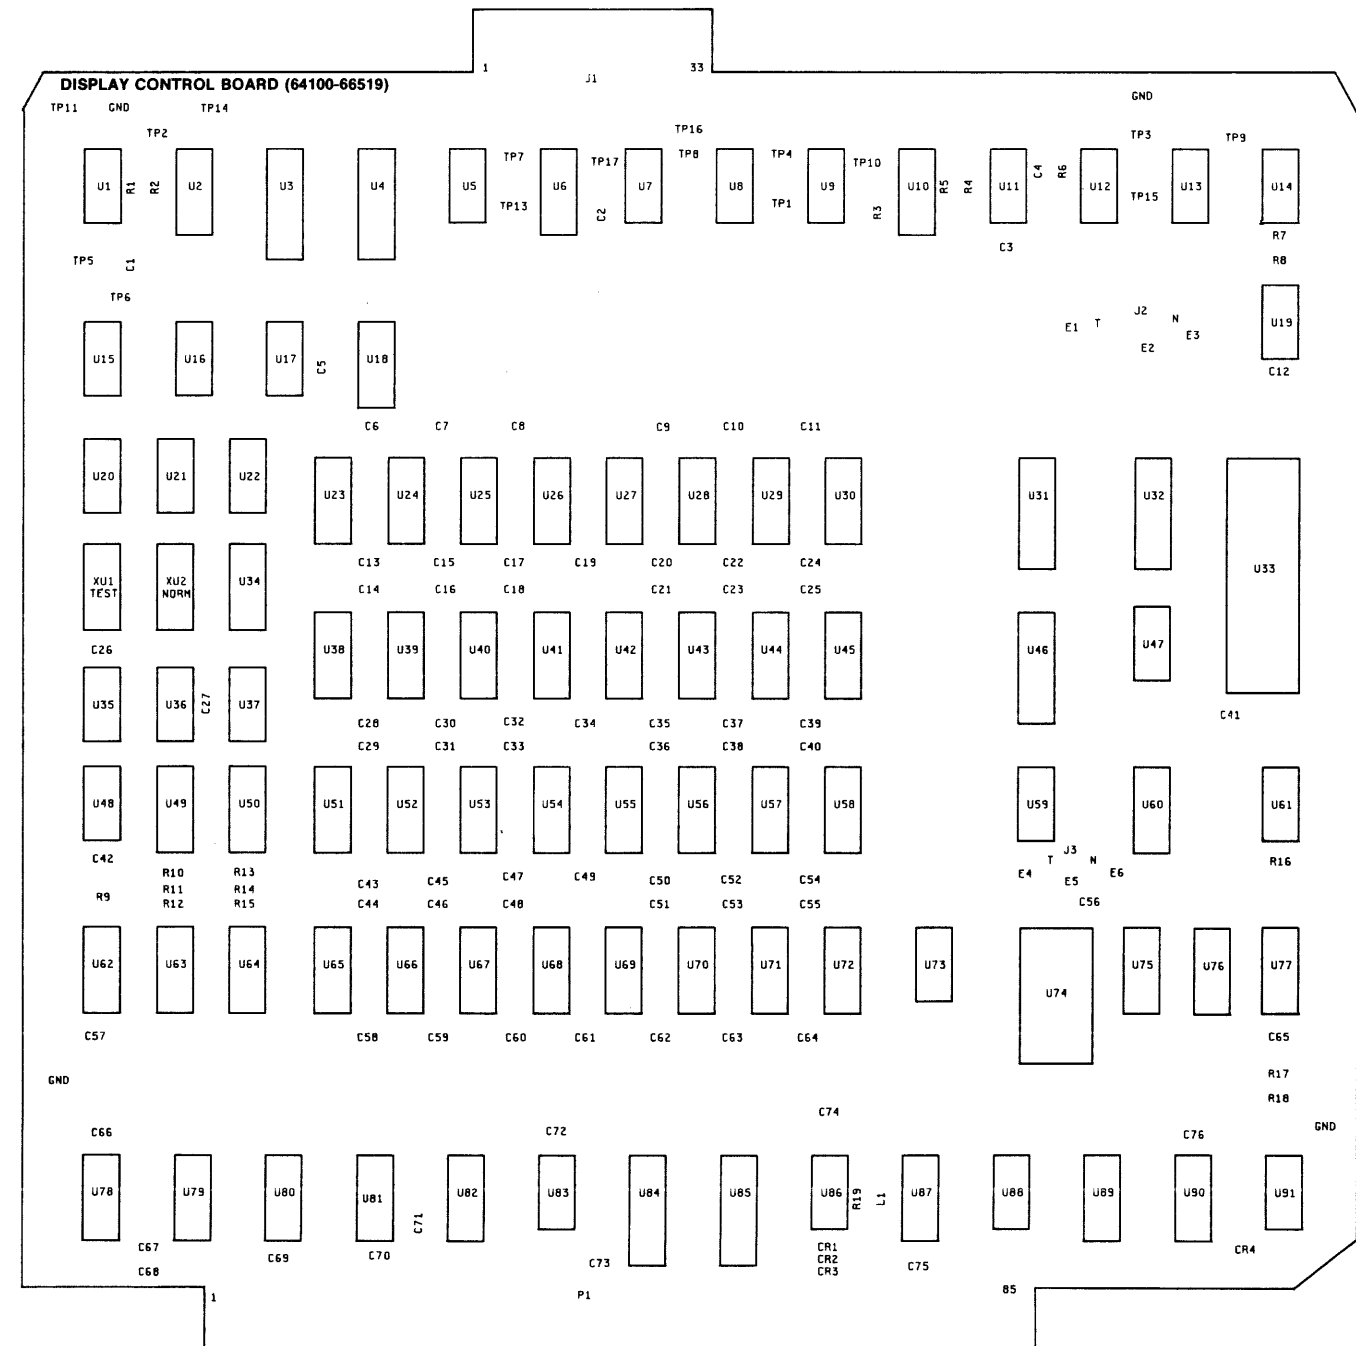 1 J1 33
DISPLAY CONTROL BOARD (64100-66519)
TP11 GND TP14 GND
TP2 TP16 TP3 TP9
TP7 TP17 TP8 TP4 TP10
U1 R1 R2 U2 U3 U4 U5 U6 U7 U8 U9 U10 R5 R4 U11 C4 R6 U12 U13 U14
TP13 C2 TP1 R3 TP15
C3 R7
TP5 C1 R8
TP6
E1 T J2 N E3 U19
E2
U15 U16 U17 C5 U18 C12
C6 C7 C8 C9 C10 C11
U20 U21 U22
U23 U24 U25 U26 U27 U28 U29 U30 U31 U32
C13 C15 C17 C19 C20 C22 C24 U33
XU1 XU2 U34
TEST NORM C14 C16 C18 C21 C23 C25
C26 U38 U39 U40 U41 U42 U43 U44 U45 U46 U47
U35 U36 C27 U37
C28 C30 C32 C34 C35 C37 C39 C41
C29 C31 C33 C36 C38 C40
U48 U49 U50 U51 U52 U53 U54 U55 U56 U57 U58 U59 U60 U61
C42 T J3 N R16
R10 R13 C43 C45 C47 C49 C50 C52 C54 E4 E5 E6
R11 R14
R9 R12 R15 C44 C46 C48 C51 C53 C55 C56
U62 U63 U64 U65 U66 U67 U68 U69 U70 U71 U72 U73 U74 U75 U76 U77
C57 C58 C59 C60 C61 C62 C63 C64 C65
GND R17
R18
C74
C66 C72 C76 GND
U78 U79 U80 U81 C71 U82 U83 U84 U85 U86 R19 L1 U87 U88 U89 U90 U91
C67 C69 C70 CR1 CR4
C68 C73 CR2 C75
CR3
1 P1 85